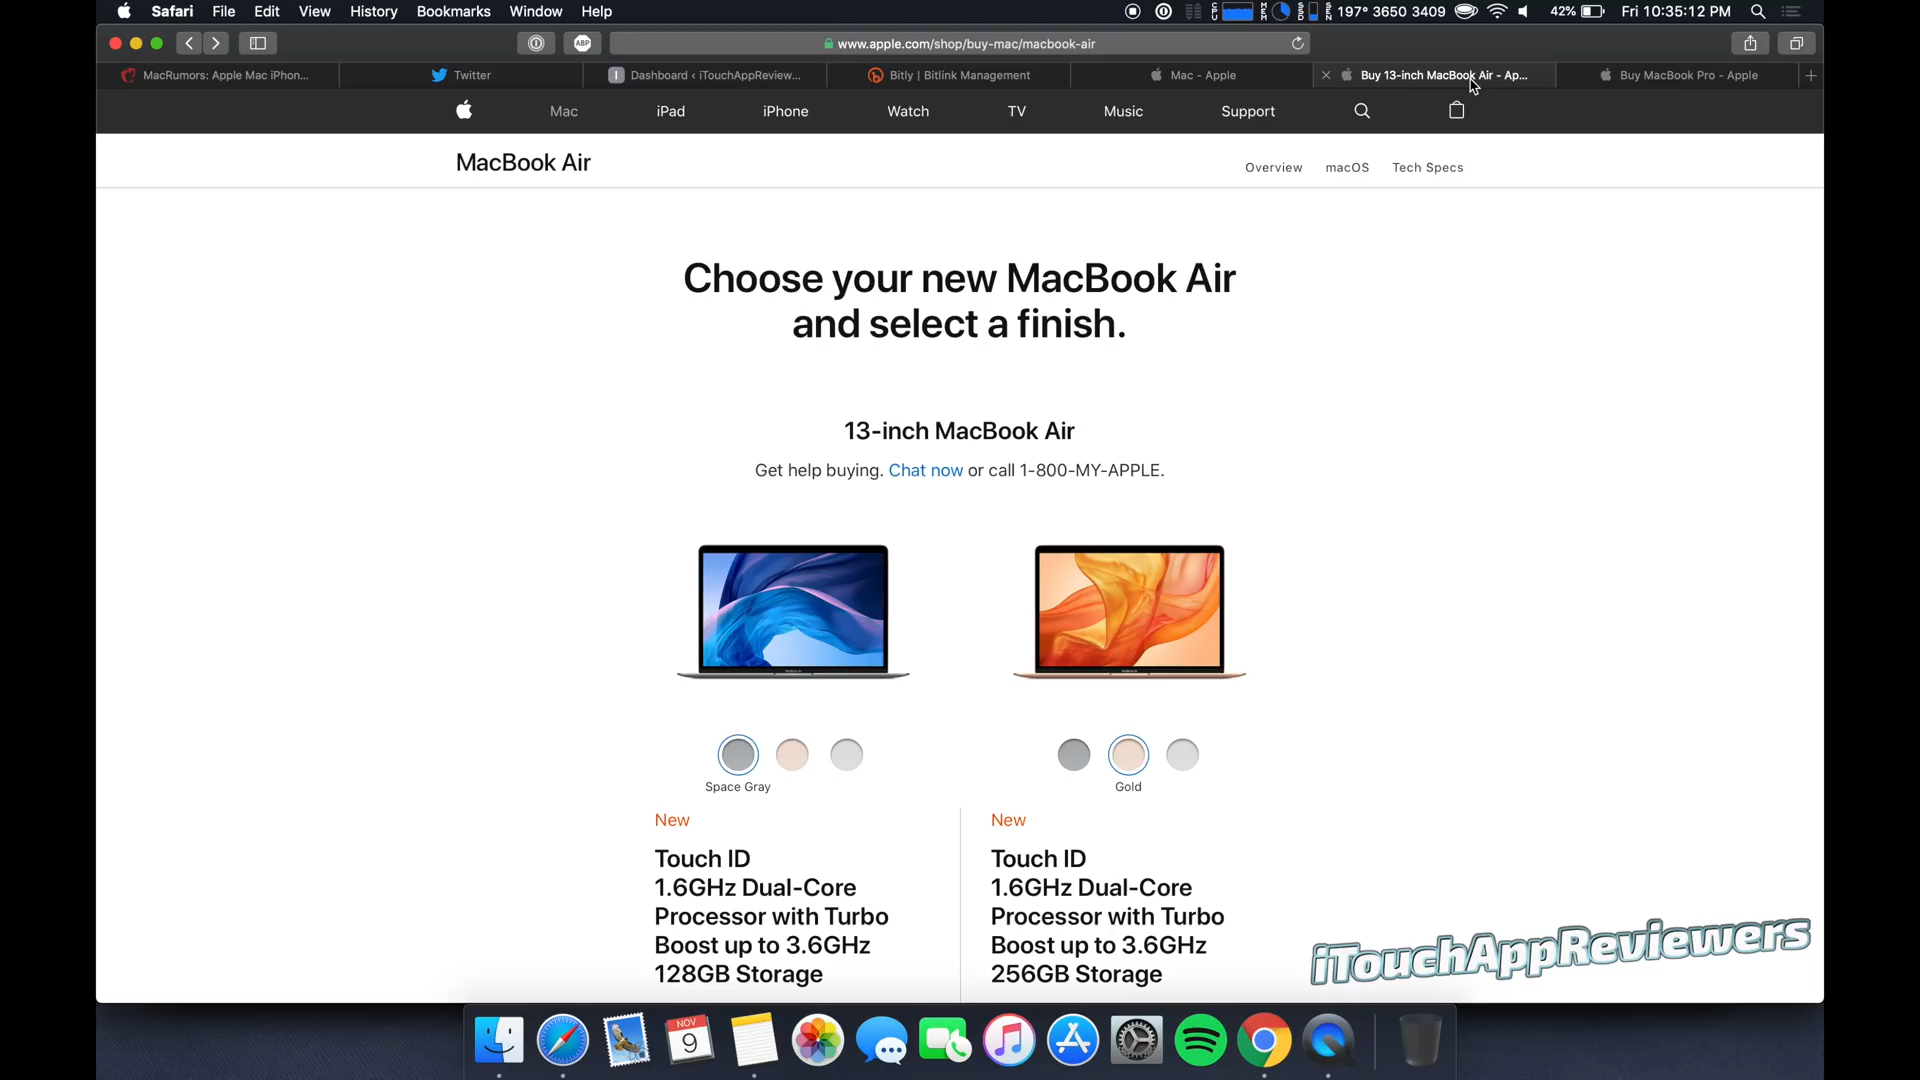 Safari File Edit View History Bookmarks Window Help 197° 3650 3409 42% Fri 10:35:12 PM
www.apple.com/shop/buy-mac/macbook-air
MacRumors: Apple Mac iPhon... Twitter Dashboard ‹ iTouchAppReview... Bitly | Bitlink Management Mac - Apple Buy 13-inch MacBook Air - Ap... Buy MacBook Pro - Apple
Mac iPad iPhone Watch TV Music Support
MacBook Air Overview macOS Tech Specs
Choose your new MacBook Air
and select a finish.
13-inch MacBook Air
Get help buying. Chat now or call 1-800-MY-APPLE.
Space Gray
Gold
New
Touch ID
1.6GHz Dual-Core
Processor with Turbo
Boost up to 3.6GHz
128GB Storage
New
Touch ID
1.6GHz Dual-Core
Processor with Turbo
Boost up to 3.6GHz
256GB Storage
iTouchAppReviewers
NOV
9